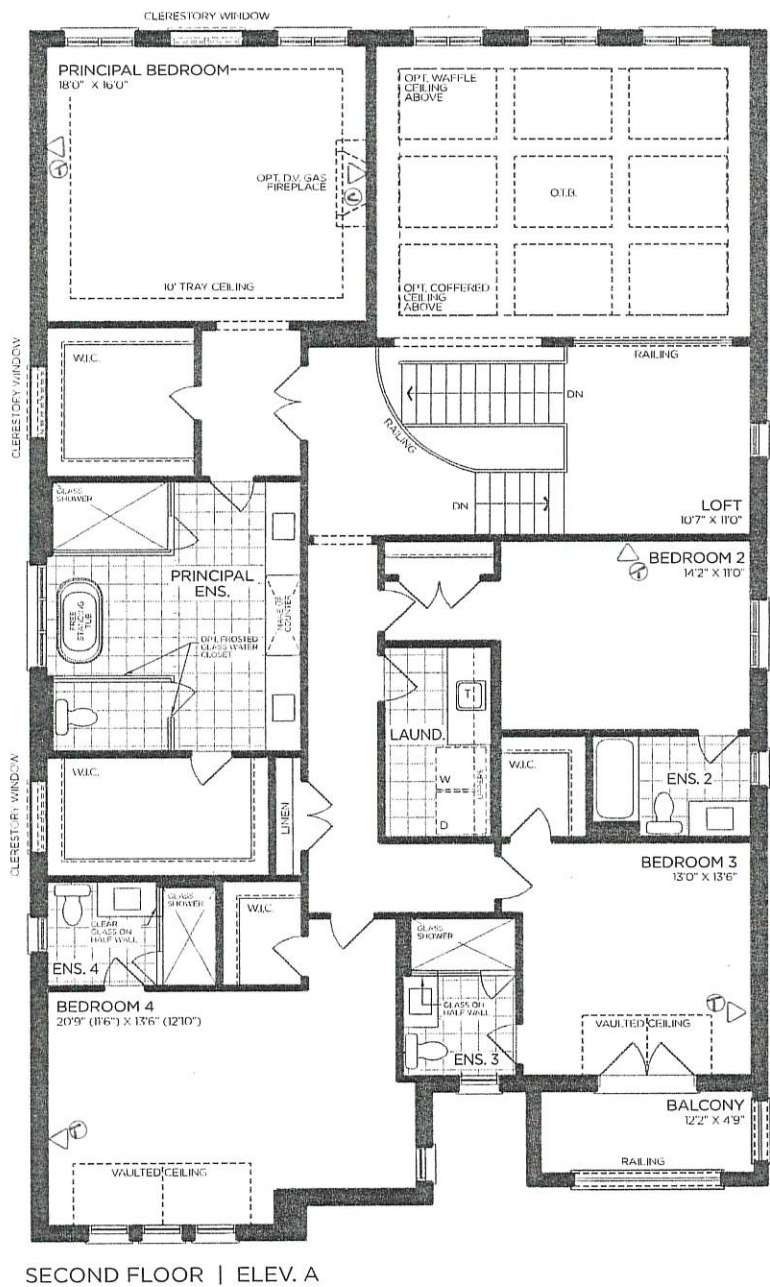 CLERESTORY WINDOW
PRINCIPAL BEDROOM
18'0" X 16'0"
OPT. D.V. GAS
FIREPLACE
10' TRAY CEILING
OPT. WAFFLE
CEILING
ABOVE
O.T.B.
OPT. COFFERED
CEILING
ABOVE
RAILING
CLERESTORY WINDOW
W.I.C.
RAILING
DN
DN
LOFT
10'7" X 11'0"
GLASS
SHOWER
PRINCIPAL
ENS.
FREE
STANDING
TUB
MAKE UP
COUNTER
OPT. FROSTED
GLASS WATER
CLOSET
BEDROOM 2
14'2" X 11'0"
LAUND.
T
W
D
UPPERS
W.I.C.
ENS. 2
CLERESTORY WINDOW
W.I.C.
LINEN
BEDROOM 3
13'0" X 13'6"
VAULTED CEILING
CLEAR
GLASS ON
HALF WALL
GLASS
SHOWER
W.I.C.
ENS. 4
BEDROOM 4
20'9" (11'6") X 13'6" (12'10")
VAULTED CEILING
GLASS
SHOWER
GLASS ON
HALF WALL
ENS. 3
BALCONY
12'2" X 4'9"
RAILING
SECOND FLOOR | ELEV. A